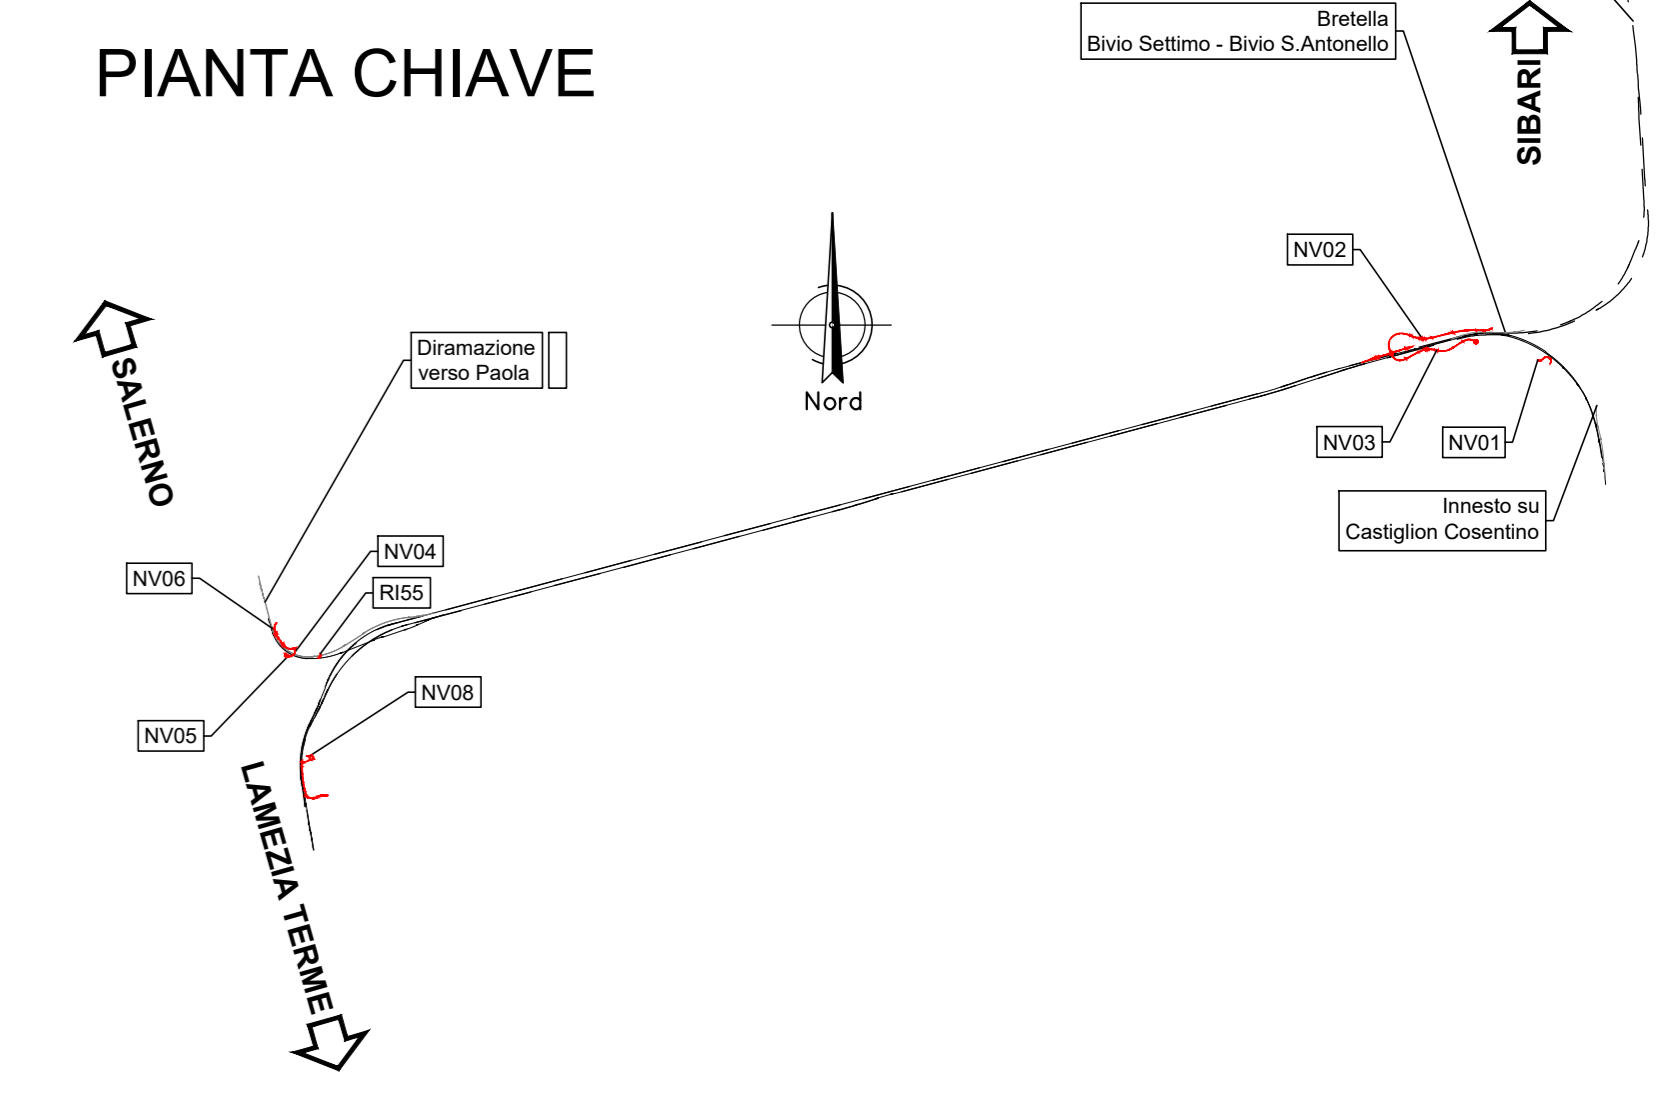 PIANTA CHIAVE
Bretella
Bivio Settimo - Bivio S.Antonello
SIBARI
NV02
SALERNO
Diramazione
verso Paola
Nord
NV03
NV01
Innesto su
Castiglion Cosentino
NV04
NV06
RI55
NV08
NV05
LAMEZIA TERME